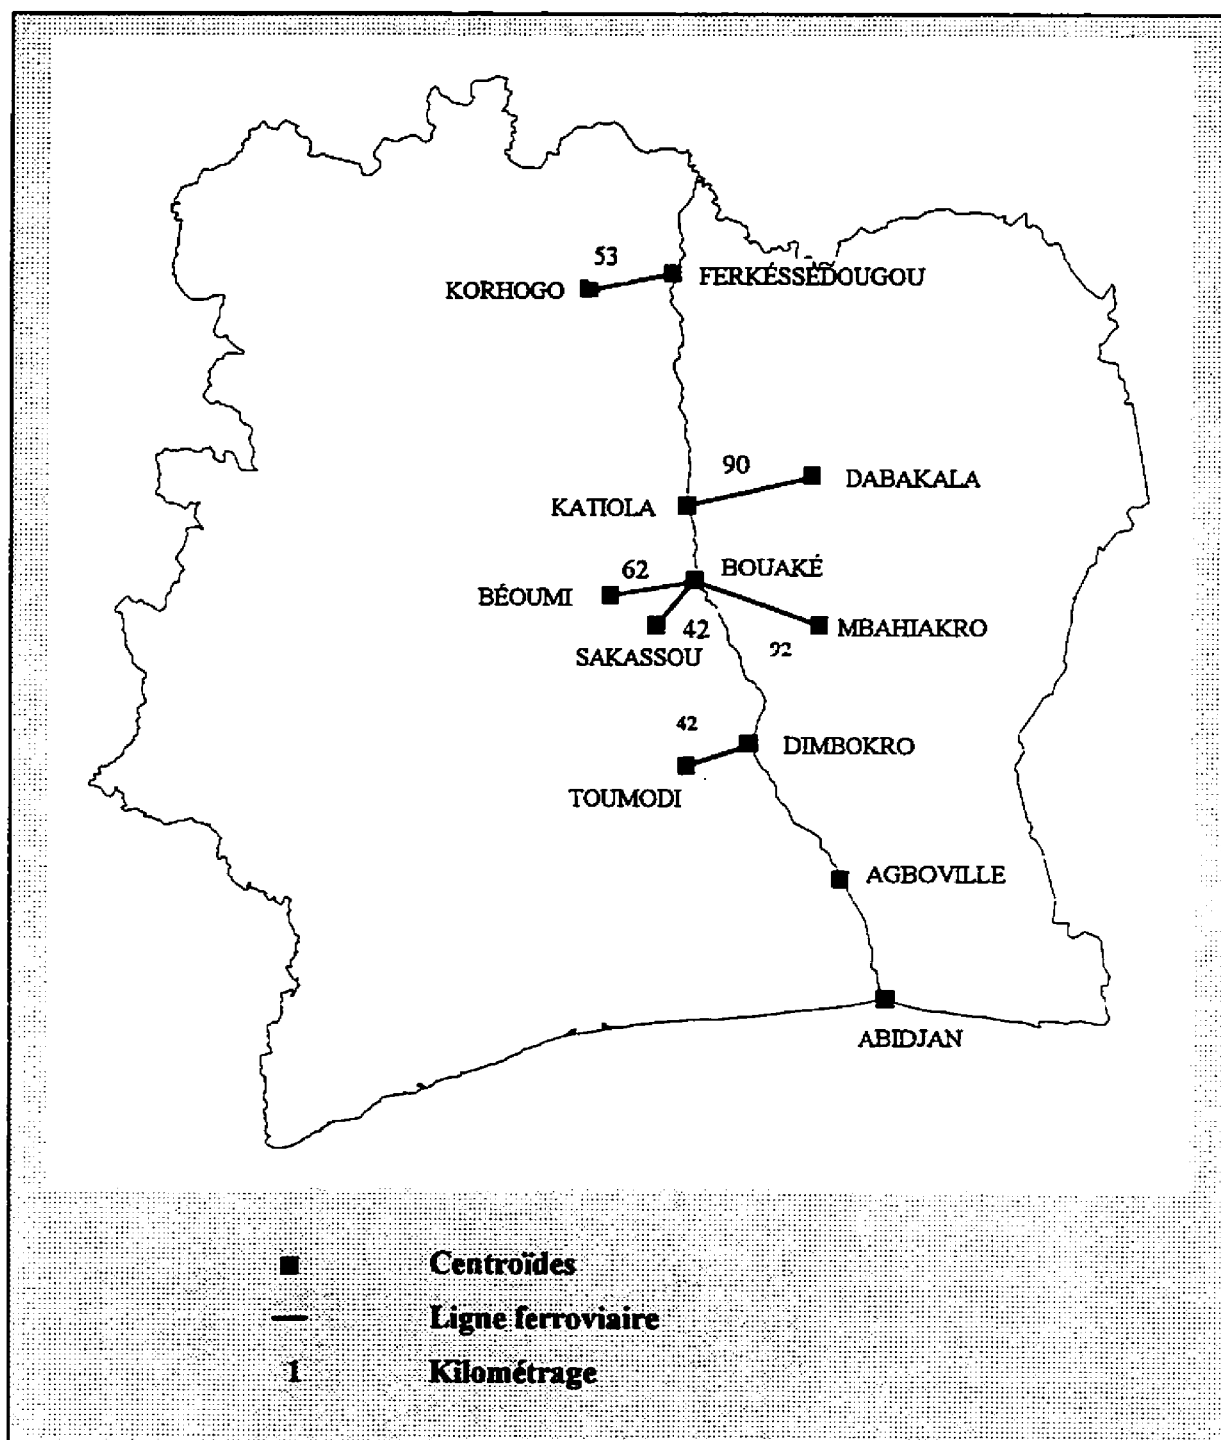 53
FERKÉSSÉDOUGOU
KORHOGO
90
DABAKALA
KATIOLA
BOUAKÉ
62
BÉOUMI
MBAHIAKRO
42
92
SAKASSOU
42
DIMBOKRO
TOUMODI
AGBOVILLE
ABIDJAN
Centroïdes
Ligne ferroviaire
1 Kilométrage